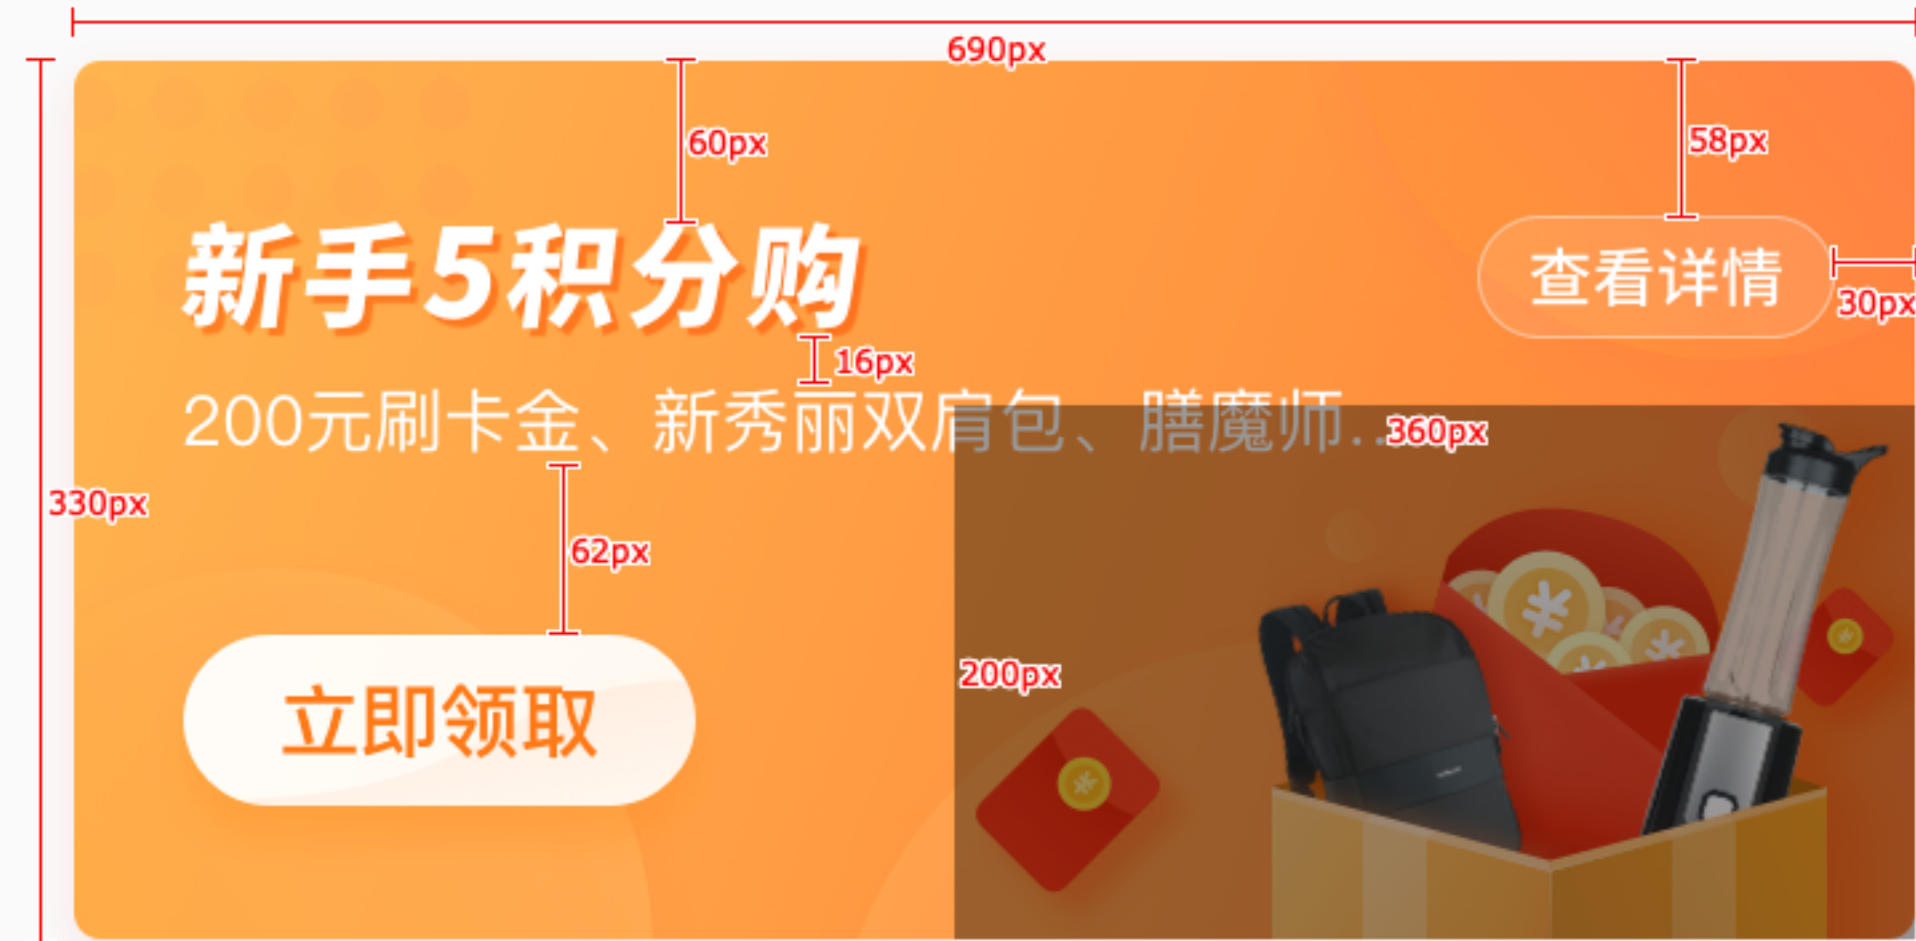 690px
60px
58px
新手5积分购
查看详情
30px
16px
200元刷卡金、新秀丽双肩包、膳魔师...
360px
330px
62px
200px
立即领取